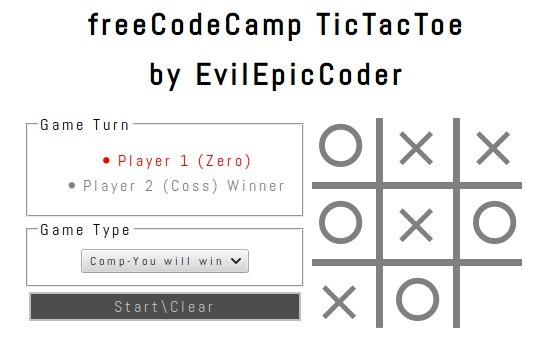 freeCodeCamp TicTacToe
by EvilEpicCoder
Game Turn
Player 1 (Zero)
Player 2 (Coss) Winner
Game Type
Comp-You will win
Start\Clear